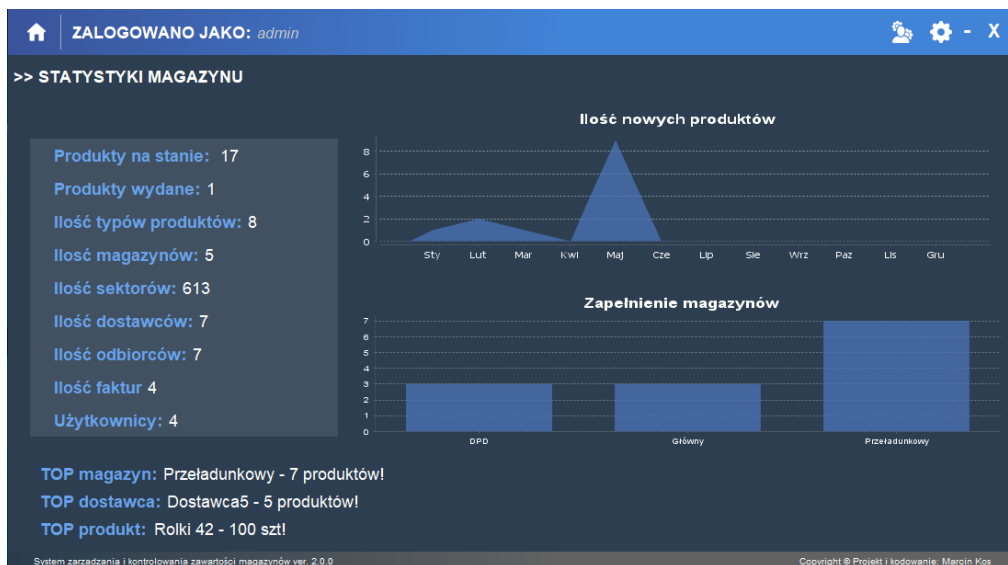 ZALOGOWANO JAKO: admin
- X
>> STATYSTYKI MAGAZYNU
Produkty na stanie: 17
Produkty wydane: 1
Ilość typów produktów: 8
Ilosć magazynów: 5
Ilość sektorów: 613
Ilość dostawców: 7
Ilość odbiorców: 7
Ilość faktur 4
Użytkownicy: 4
Ilość nowych produktów
8
6
4
2
0
Sty Lut Mar Kwi Maj Cze Lip Sie Wrz Paz Lis Gru
Zapełnienie magazynów
7
6
5
4
3
2
1
0
DPD Główny Przeładunkowy
TOP magazyn: Przeładunkowy - 7 produktów!
TOP dostawca: Dostawca5 - 5 produktów!
TOP produkt: Rolki 42 - 100 szt!
System zarzadzania i kontrolowania zawartości magazynów ver. 2.0.0
Copyright © Projekt i kodowanie: Marcin Kos